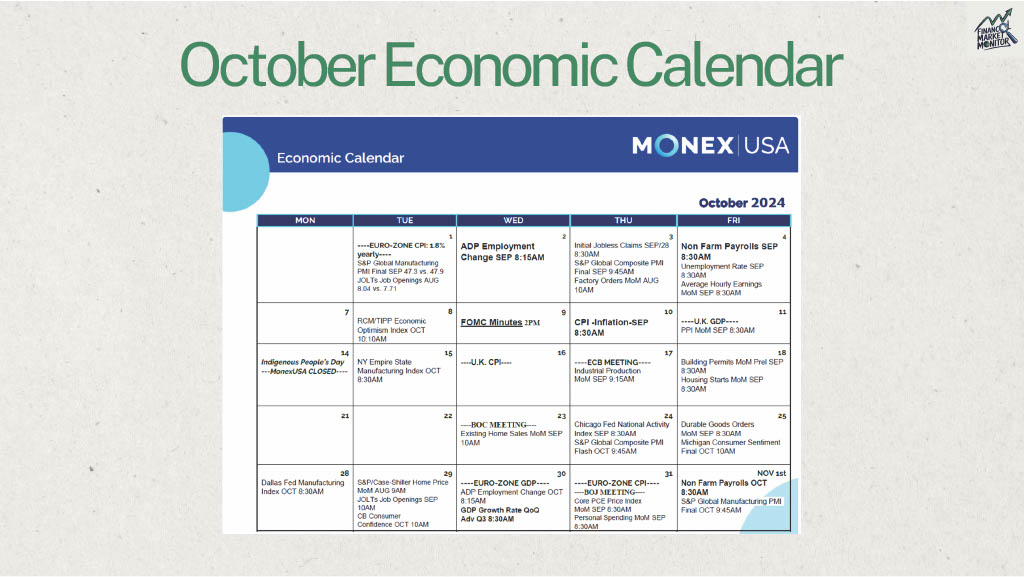 FINANCIAL
MARKET
MONITOR
October Economic Calendar
Economic Calendar
MONEX USA
October 2024
MON
TUE
WED
THU
FRI
1
----EURO-ZONE CPI: 1.8%
yearly----
S&P Global Manufacturing
PMI Final SEP 47.3 vs. 47.9
JOLTs Job Openings AUG
8.04 vs. 7.71
2
ADP Employment
Change SEP 8:15AM
3
Initial Jobless Claims SEP/28
8:30AM
S&P Global Composite PMI
Final SEP 9:45AM
Factory Orders MoM AUG
10AM
4
Non Farm Payrolls SEP
8:30AM
Unemployment Rate SEP
8:30AM
Average Hourly Earnings
MoM SEP 8:30AM
7
8
RCM/TIPP Economic
Optimism Index OCT
10:10AM
9
FOMC Minutes 2PM
10
CPI -Inflation-SEP
8:30AM
11
----U.K. GDP----
PPI MoM SEP 8:30AM
14
Indigenous People's Day
---MonexUSA CLOSED----
15
NY Empire State
Manufacturing Index OCT
8:30AM
16
----U.K. CPI----
17
----ECB MEETING----
Industrial Production
MoM SEP 9:15AM
18
Building Permits MoM Prel SEP
8:30AM
Housing Starts MoM SEP
8:30AM
21
22
23
----BOC MEETING----
Existing Home Sales MoM SEP
10AM
24
Chicago Fed National Activity
Index SEP 8:30AM
S&P Global Composite PMI
Flash OCT 9:45AM
25
Durable Goods Orders
MoM SEP 8:30AM
Michigan Consumer Sentiment
Final OCT 10AM
28
Dallas Fed Manufacturing
Index OCT 8:30AM
29
S&P/Case-Shiller Home Price
MoM AUG 9AM
JOLTs Job Openings SEP
10AM
CB Consumer
Confidence OCT 10AM
30
----EURO-ZONE GDP----
ADP Employment Change OCT
8:15AM
GDP Growth Rate QoQ
Adv Q3 8:30AM
31
----EURO-ZONE CPI----
----BOJ MEETING----
Core PCE Price Index
MoM SEP 8:30AM
Personal Spending MoM SEP
8:30AM
NOV 1st
Non Farm Payrolls OCT
8:30AM
S&P Global Manufacturing PMI
Final OCT 9:45AM